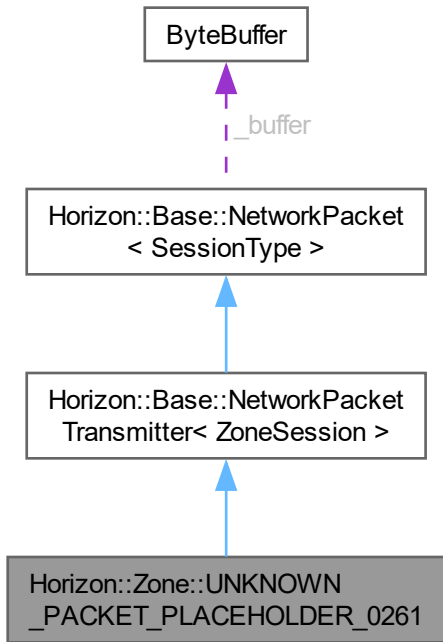 ByteBuffer
_buffer
Horizon::Base::NetworkPacket
< SessionType >
Horizon::Base::NetworkPacket
Transmitter< ZoneSession >
Horizon::Zone::UNKNOWN
_PACKET_PLACEHOLDER_0261